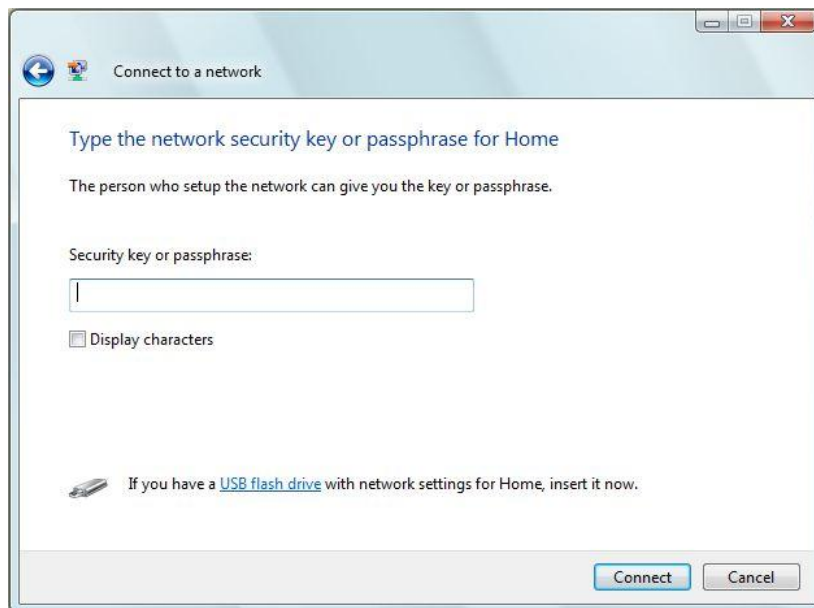 Connect to a network
Type the network security key or passphrase for Home
The person who setup the network can give you the key or passphrase.
Security key or passphrase:
Display characters
If you have a USB flash drive with network settings for Home, insert it now.
Connect Cancel